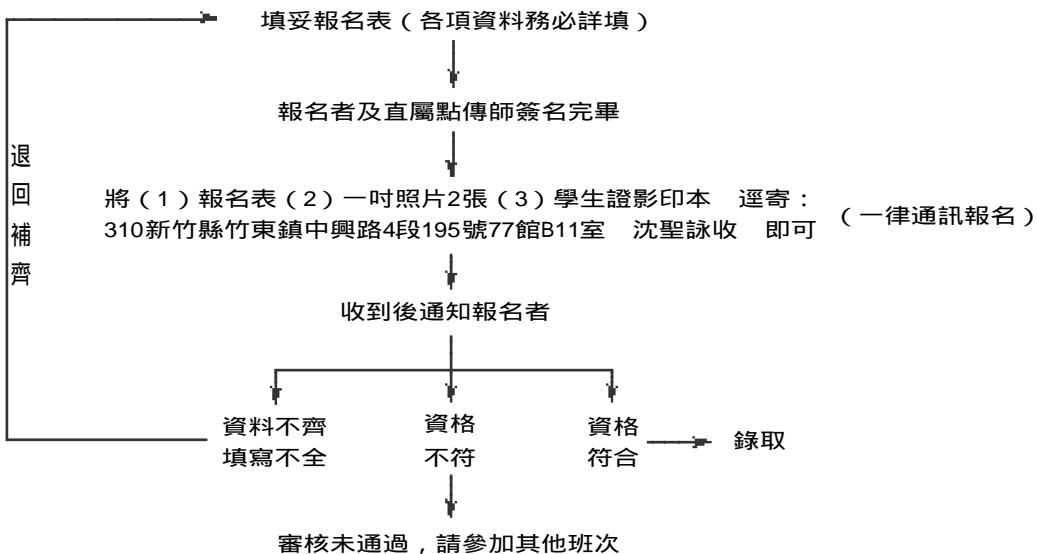 填妥報名表(各項資料務必詳填)
報名者及直屬點傳師簽名完畢
退回補齊
將(1)報名表(2)一吋照片2張(3)學生證影印本　逕寄:
310新竹縣竹東鎮中興路4段195號77館B11室　沈聖詠收　即可
(一律通訊報名)
收到後通知報名者
資料不齊
填寫不全
資格
不符
資格
符合
錄取
審核未通過,請參加其他班次